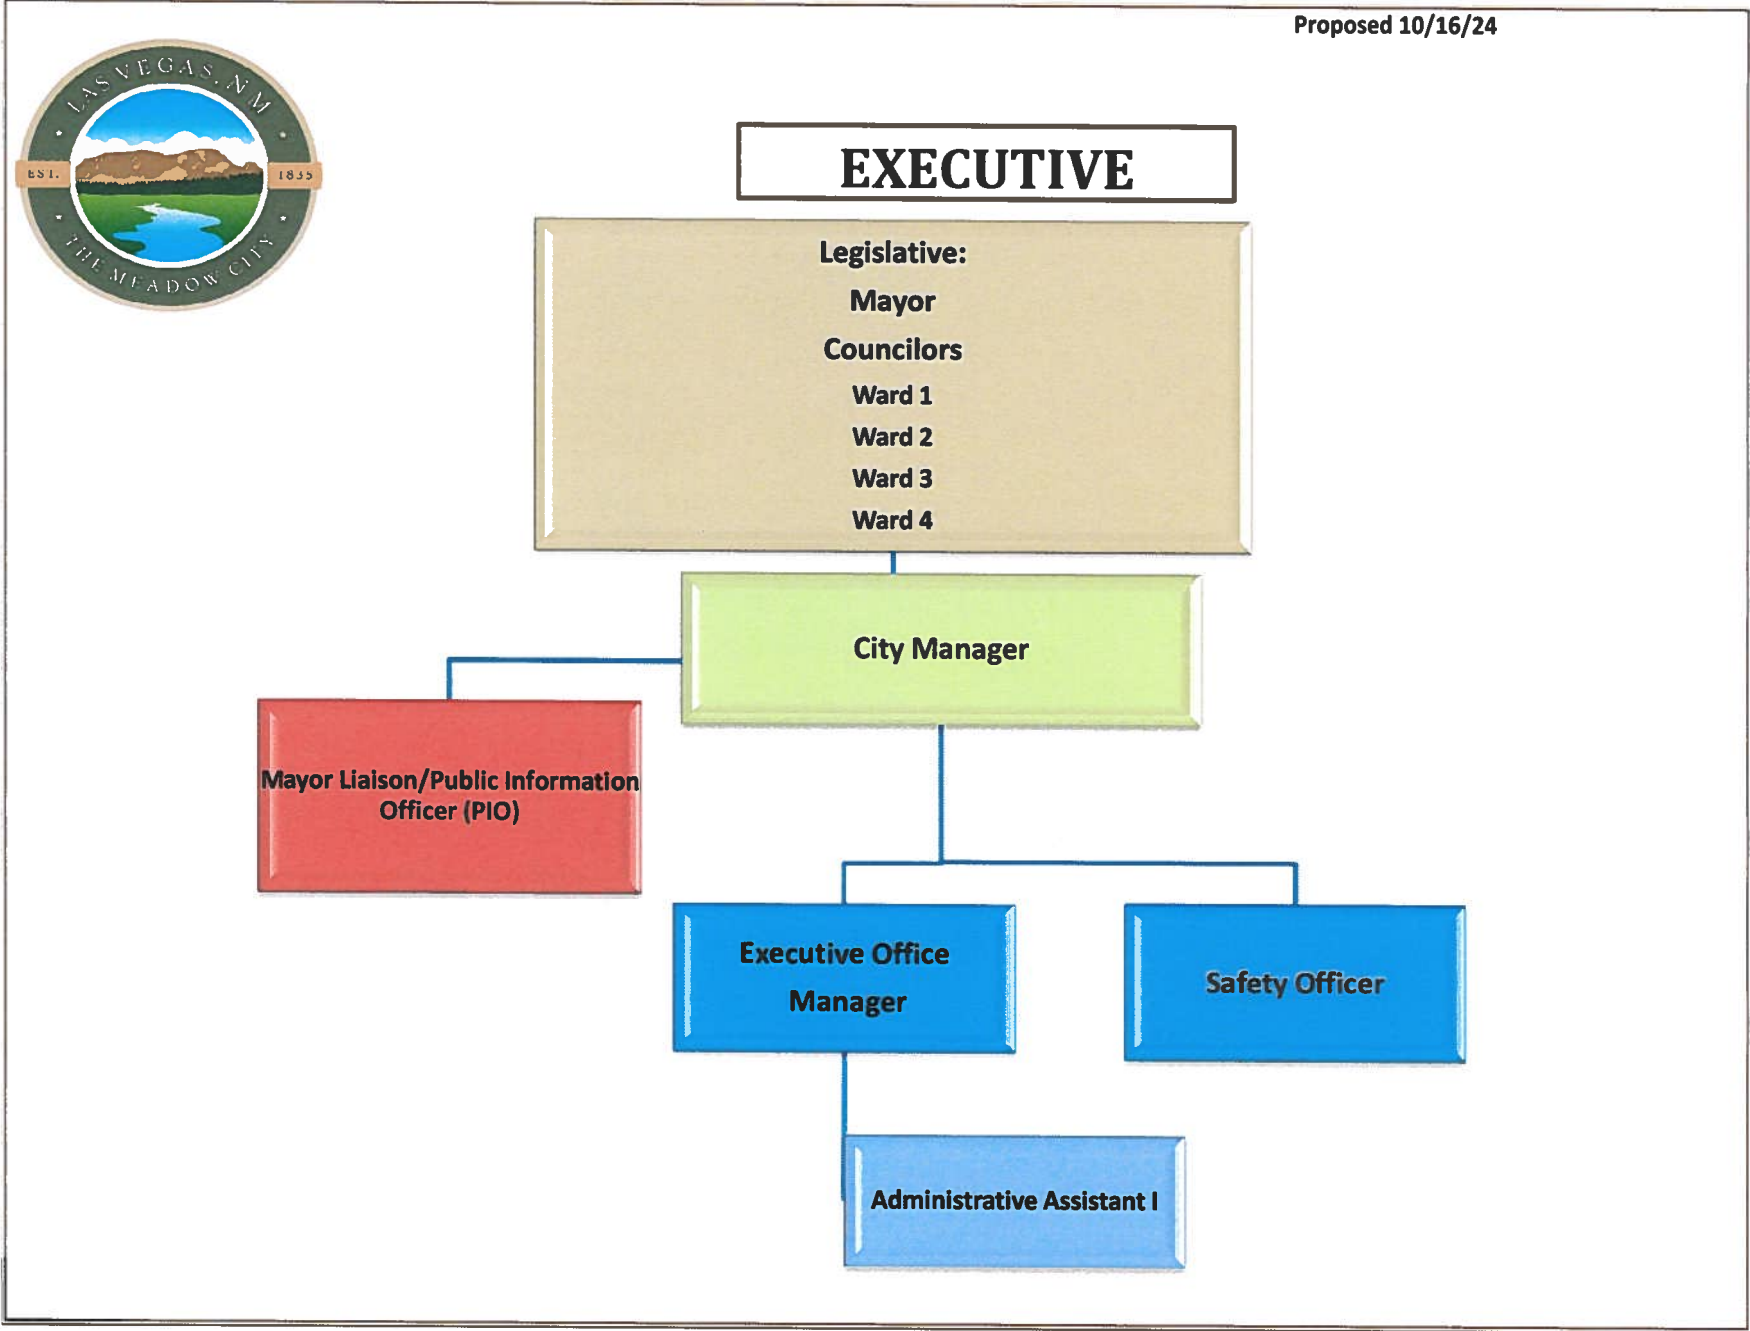 Proposed 10/16/24
LAS VEGAS, NM
EST.
1835
THE MEADOW CITY
EXECUTIVE
Legislative:
Mayor
Councilors
Ward 1
Ward 2
Ward 3
Ward 4
City Manager
Mayor Liaison/Public Information
Officer (PIO)
Executive Office
Manager
Safety Officer
Administrative Assistant I